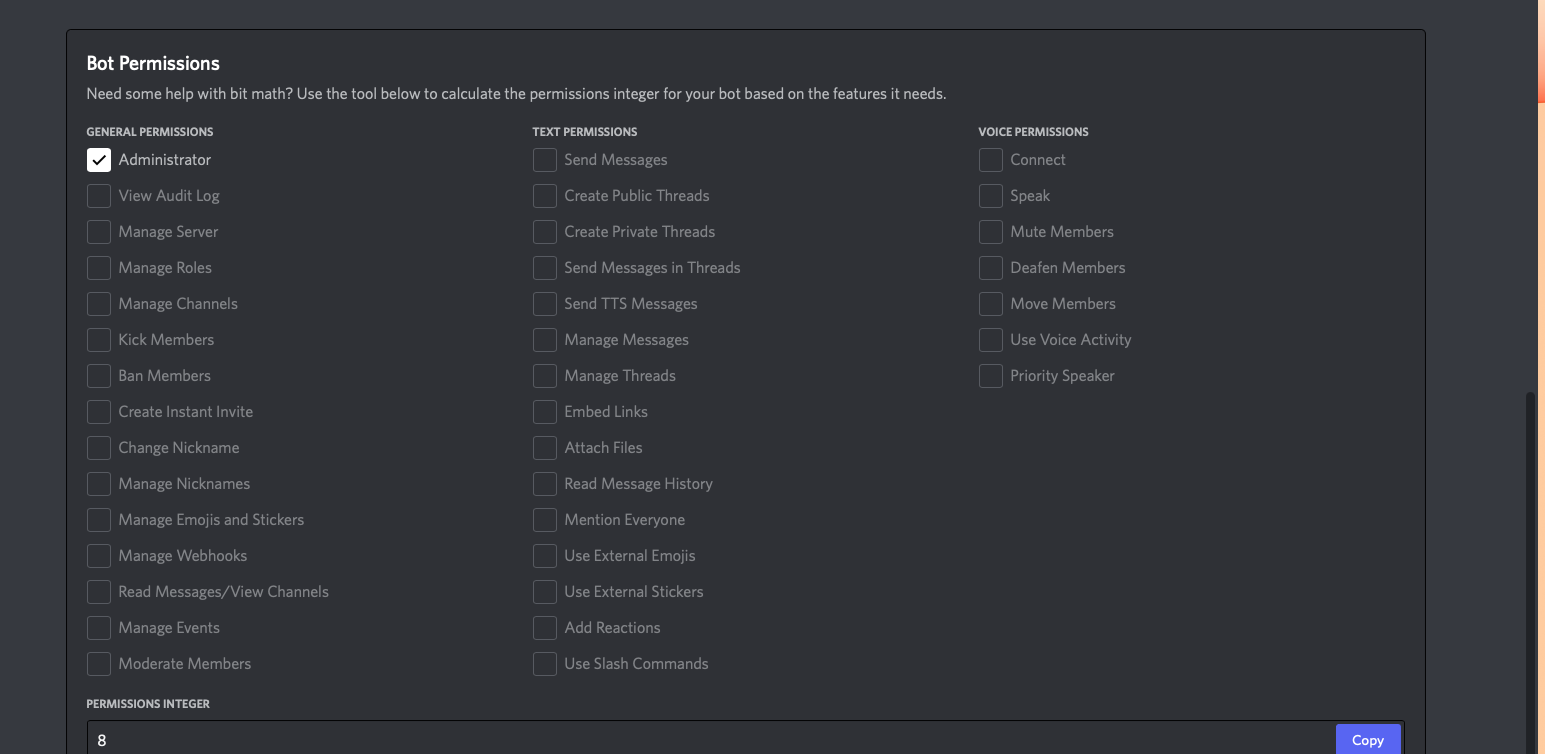 Bot Permissions
Need some help with bit math? Use the tool below to calculate the permissions integer for your bot based on the features it needs.
GENERAL PERMISSIONS
Administrator
View Audit Log
Manage Server
Manage Roles
Manage Channels
Kick Members
Ban Members
Create Instant Invite
Change Nickname
Manage Nicknames
Manage Emojis and Stickers
Manage Webhooks
Read Messages/View Channels
Manage Events
Moderate Members
TEXT PERMISSIONS
Send Messages
Create Public Threads
Create Private Threads
Send Messages in Threads
Send TTS Messages
Manage Messages
Manage Threads
Embed Links
Attach Files
Read Message History
Mention Everyone
Use External Emojis
Use External Stickers
Add Reactions
Use Slash Commands
VOICE PERMISSIONS
Connect
Speak
Mute Members
Deafen Members
Move Members
Use Voice Activity
Priority Speaker
PERMISSIONS INTEGER
8
Copy